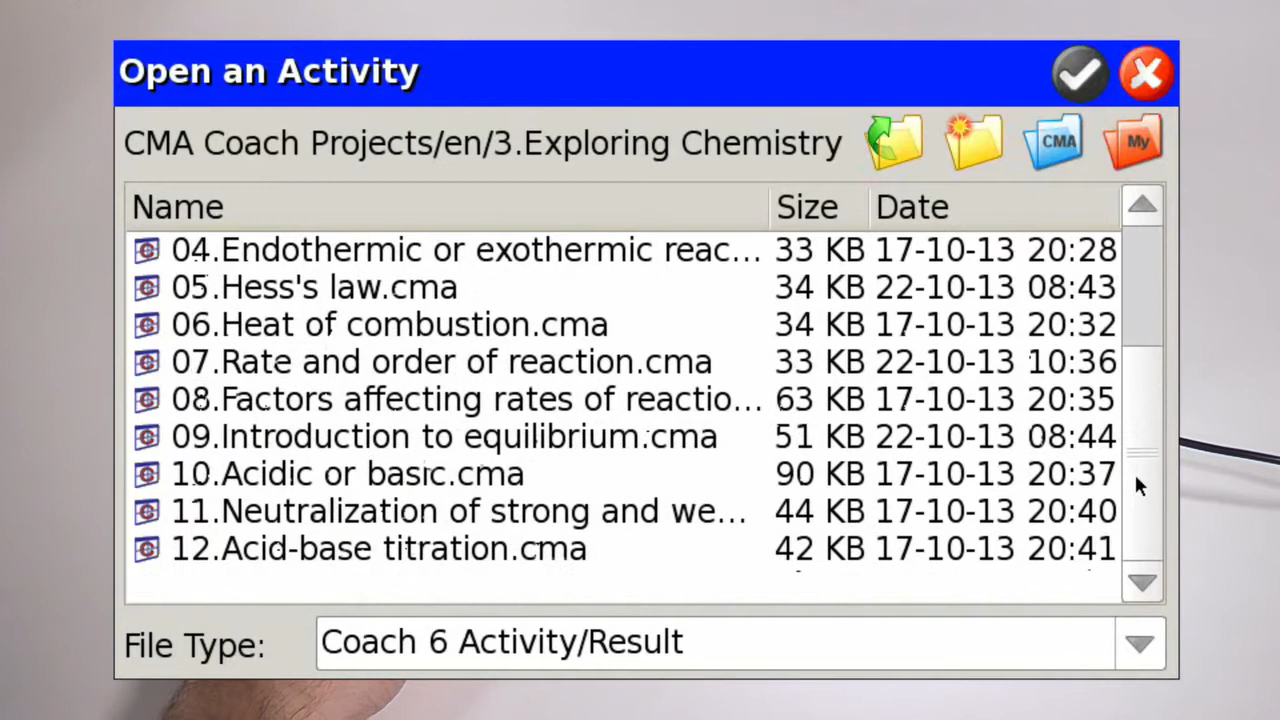 Open an Activity
CMA Coach Projects/en/3.Exploring Chemistry
CMA
My
Name Size Date
04.Endothermic or exothermic reac... 33 KB 17-10-13 20:28
05.Hess's law.cma 34 KB 22-10-13 08:43
06.Heat of combustion.cma 34 KB 17-10-13 20:32
07.Rate and order of reaction.cma 33 KB 22-10-13 10:36
08.Factors affecting rates of reactio... 63 KB 17-10-13 20:35
09.Introduction to equilibrium.cma 51 KB 22-10-13 08:44
10.Acidic or basic.cma 90 KB 17-10-13 20:37
11.Neutralization of strong and we... 44 KB 17-10-13 20:40
12.Acid-base titration.cma 42 KB 17-10-13 20:41
File Type: Coach 6 Activity/Result